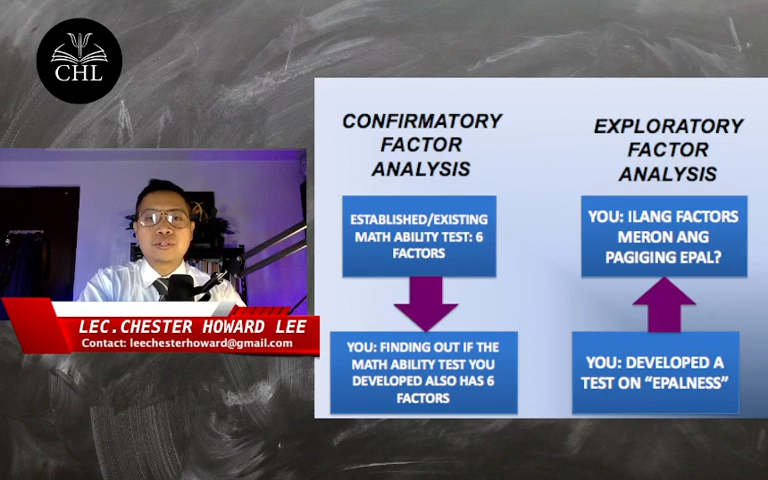 CHL
LEC.CHESTER HOWARD LEE
Contact: leechesterhoward@gmail.com
CONFIRMATORY
FACTOR
ANALYSIS
ESTABLISHED/EXISTING
MATH ABILITY TEST: 6
FACTORS
YOU: FINDING OUT IF THE
MATH ABILITY TEST YOU
DEVELOPED ALSO HAS 6
FACTORS
EXPLORATORY
FACTOR
ANALYSIS
YOU: ILANG FACTORS
MERON ANG
PAGIGING EPAL?
YOU: DEVELOPED A
TEST ON “EPALNESS”